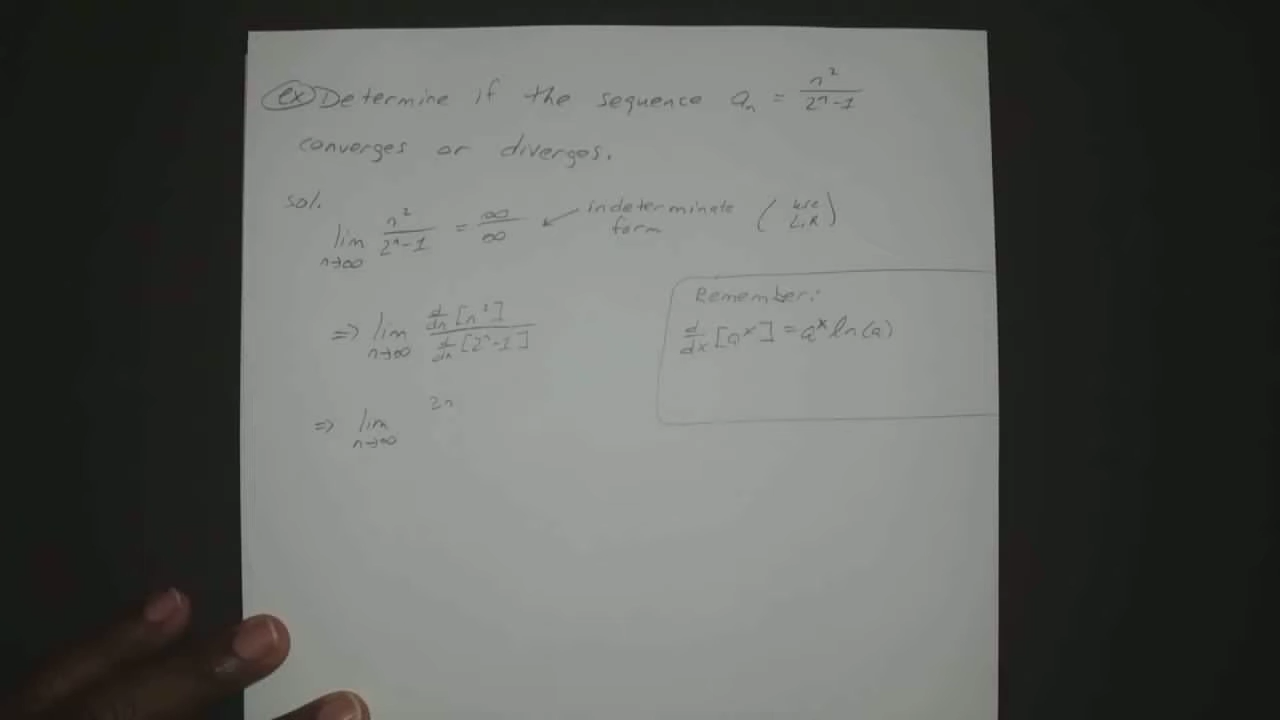 ex Determine if the sequence aₙ = n²/(2ⁿ-1)
converges or diverges.
sol.
lim n→∞ n²/(2ⁿ-1) = ∞/∞ ← indeterminate form (use L.R)
⇒ lim n→∞ d/dn [n²] / d/dn [2ⁿ-1]
Remember:
d/dx [aˣ] = aˣ ln(a)
⇒ lim n→∞ 2n